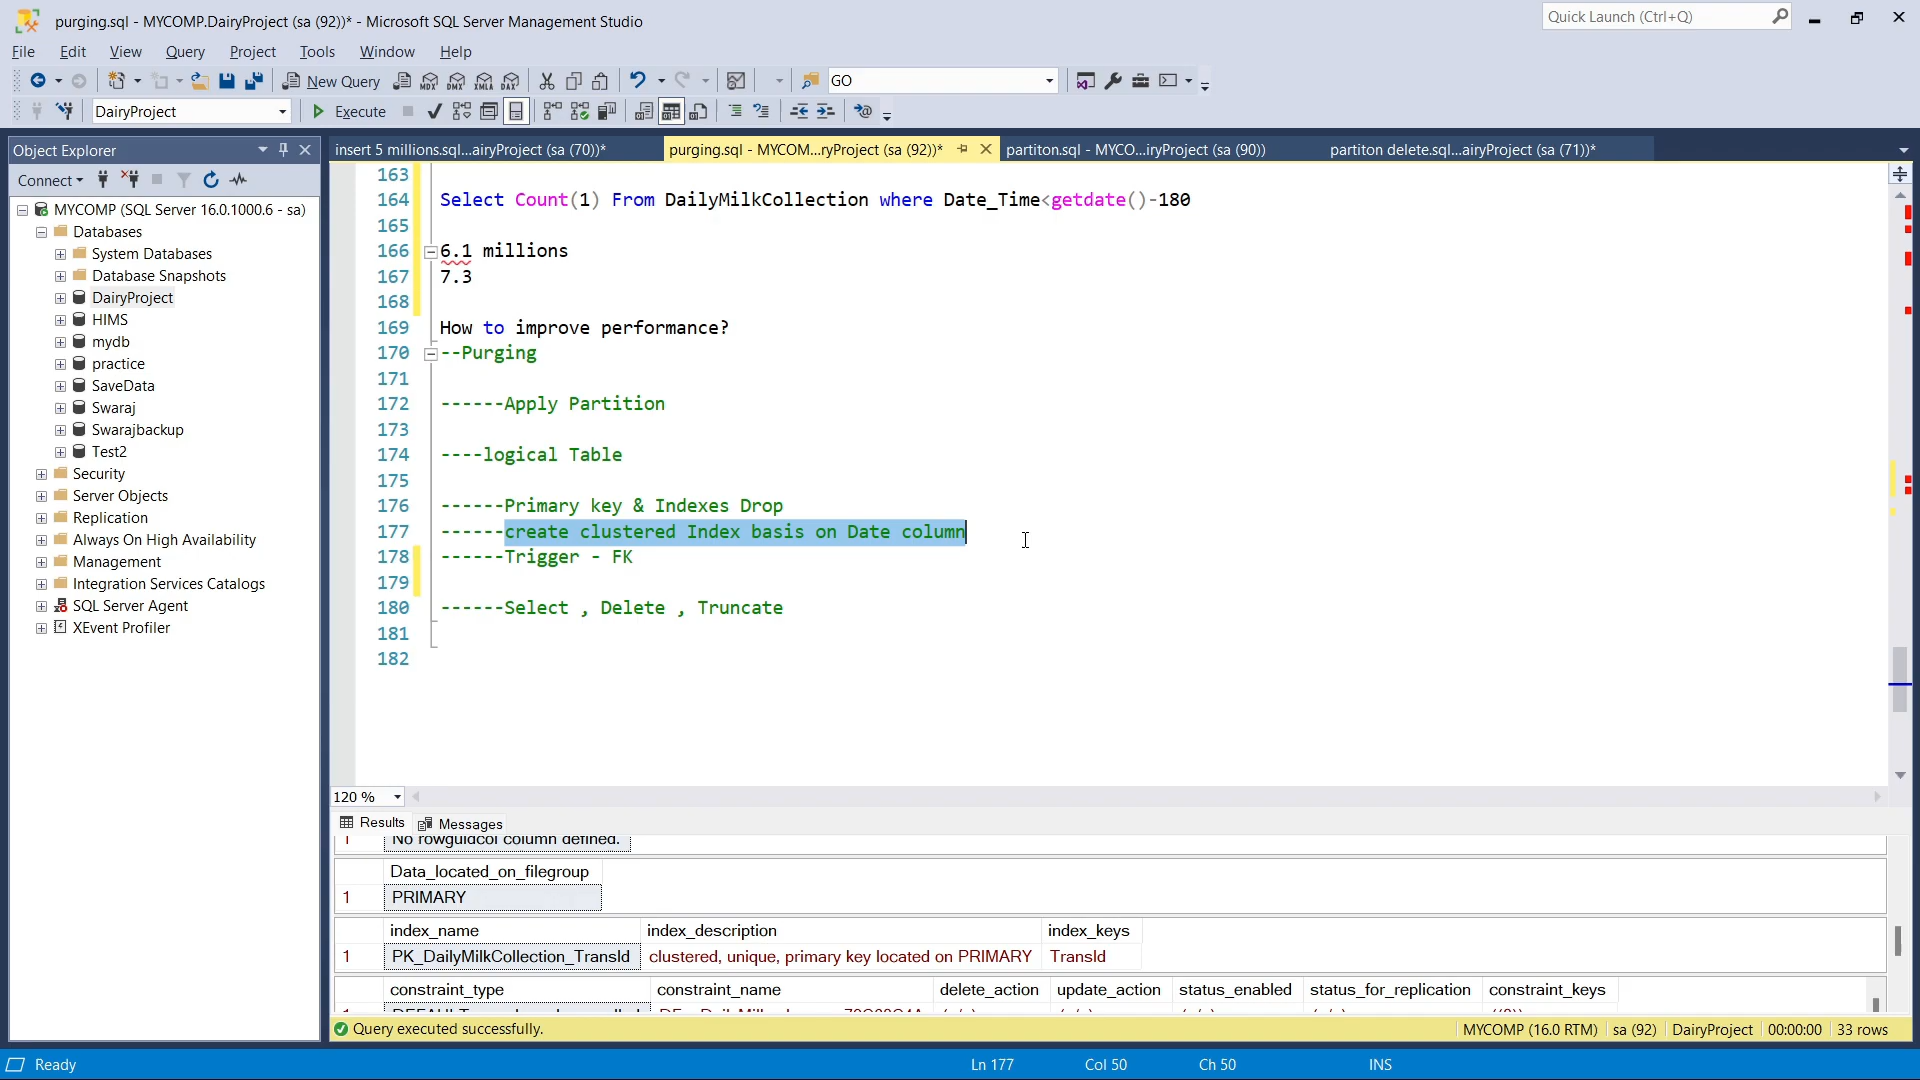 purging.sql - MYCOMP.DairyProject (sa (92))* - Microsoft SQL Server Management Studio
Quick Launch (Ctrl+Q)
File Edit View Query Project Tools Window Help
New Query
MDX DMX XMLA DAX
GO
DairyProject
Execute
Object Explorer
insert 5 millions.sql...airyProject (sa (70))*
purging.sql - MYCOM...ryProject (sa (92))*
partiton.sql - MYCO...iryProject (sa (90))
partiton delete.sql...airyProject (sa (71))*
Connect
MYCOMP (SQL Server 16.0.1000.6 - sa)
Databases
System Databases
Database Snapshots
DairyProject
HIMS
mydb
practice
SaveData
Swaraj
Swarajbackup
Test2
Security
Server Objects
Replication
Always On High Availability
Management
Integration Services Catalogs
SQL Server Agent
XEvent Profiler
163
164 Select Count(1) From DailyMilkCollection where Date_Time<getdate()-180
165
166 6.1 millions
167 7.3
168
169 How to improve performance?
170 --Purging
171
172 ------Apply Partition
173
174 ----logical Table
175
176 ------Primary key & Indexes Drop
177 ------create clustered Index basis on Date column
178 ------Trigger - FK
179
180 ------Select , Delete , Truncate
181
182
120 %
Results Messages
1 No rowguidcol column defined.
Data_located_on_filegroup
1 PRIMARY
index_name index_description index_keys
1 PK_DailyMilkCollection_TransId clustered, unique, primary key located on PRIMARY TransId
constraint_type constraint_name delete_action update_action status_enabled status_for_replication constraint_keys
Query executed successfully.
MYCOMP (16.0 RTM) sa (92) DairyProject 00:00:00 33 rows
Ready
Ln 177 Col 50 Ch 50 INS